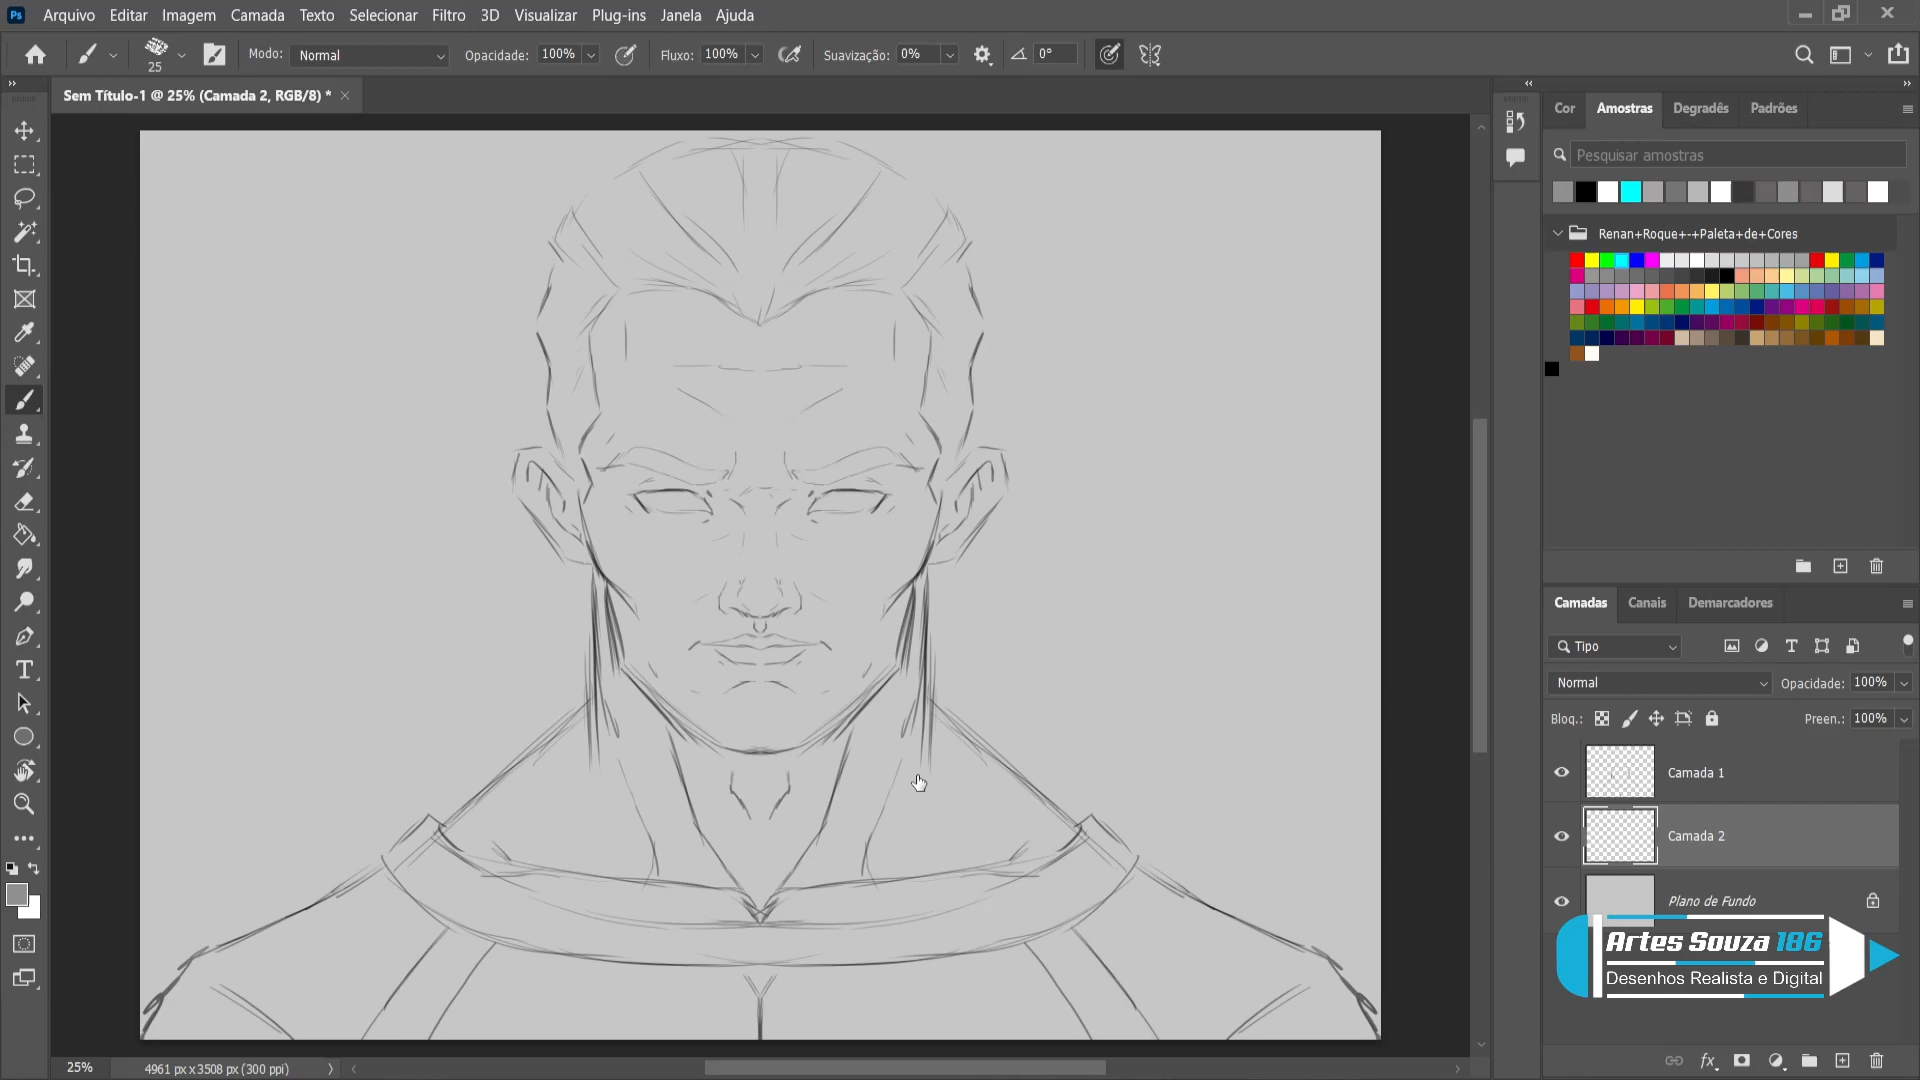 Ps Arquivo Editar Imagem Camada Texto Selecionar Filtro 3D Visualizar Plug-ins Janela Ajuda
25 Modo: Normal Opacidade: 100% Fluxo: 100% Suavização: 0% 0°
Sem Título-1 @ 25% (Camada 2, RGB/8) *
Cor Amostras Degradês Padrões
Pesquisar amostras
Renan+Roque+-+Paleta+de+Cores
Camadas Canais Demarcadores
Tipo
Normal Opacidade: 100%
Bloq.: Preen.: 100%
Camada 1
Camada 2
Plano de Fundo
Artes Souza 186
Desenhos Realista e Digital
25% 4961 px x 3508 px (300 ppi)
fx